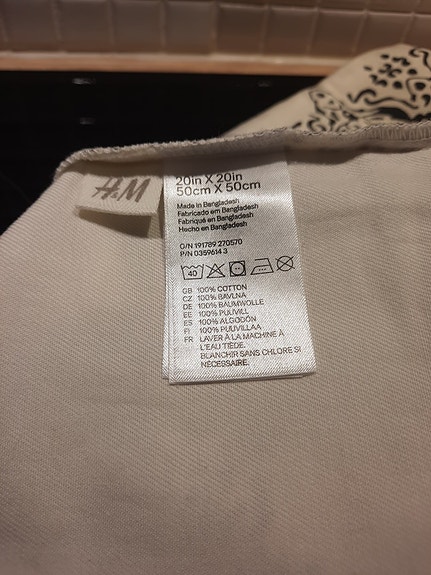 H&M
20in X 20in
50cm X 50cm
Made in Bangladesh
Fabricado em Bangladesh
Fabriqué en Bangladesh
Hecho en Bangladesh
O/N 191789 270570
P/N 0359614 3
40
GB 100% COTTON
CZ 100% BAVLNA
DE 100% BAUMWOLLE
EE 100% PUUVILL
ES 100% ALGODÓN
FI 100% PUUVILLAA
FR LAVER À LA MACHINE À
L'EAU TIÈDE.
BLANCHIR SANS CHLORE SI
NÉCESSAIRE.